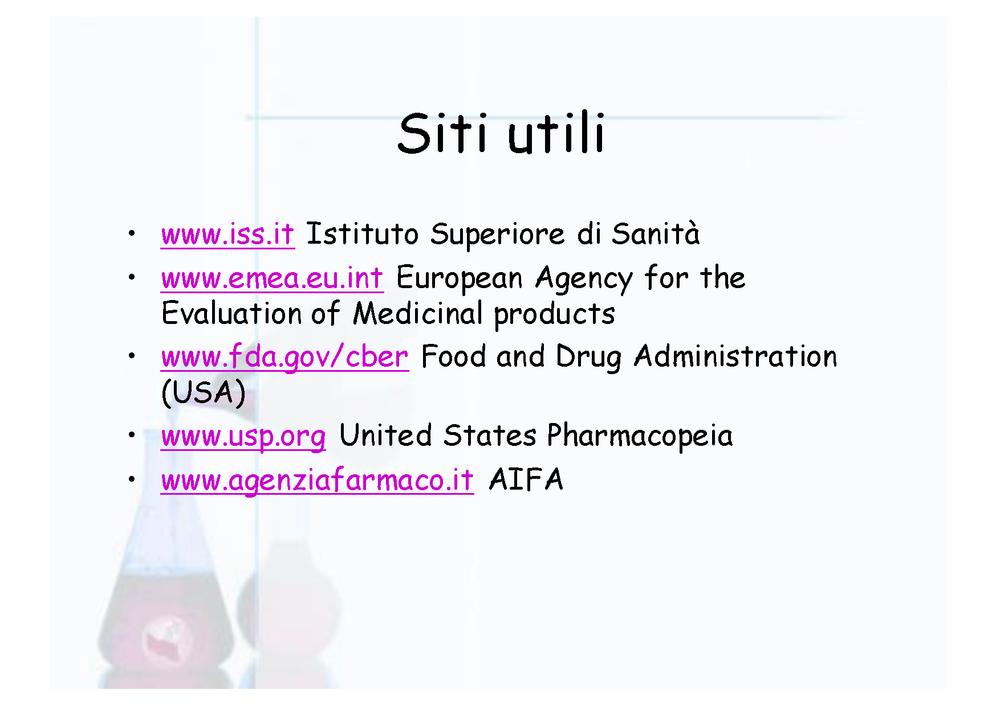 Siti utili
• www.iss.it Istituto Superiore di Sanità
• www.emea.eu.int European Agency for the
Evaluation of Medicinal products
• www.fda.gov/cber Food and Drug Administration
(USA)
• www.usp.org United States Pharmacopeia
• www.agenziafarmaco.it AIFA